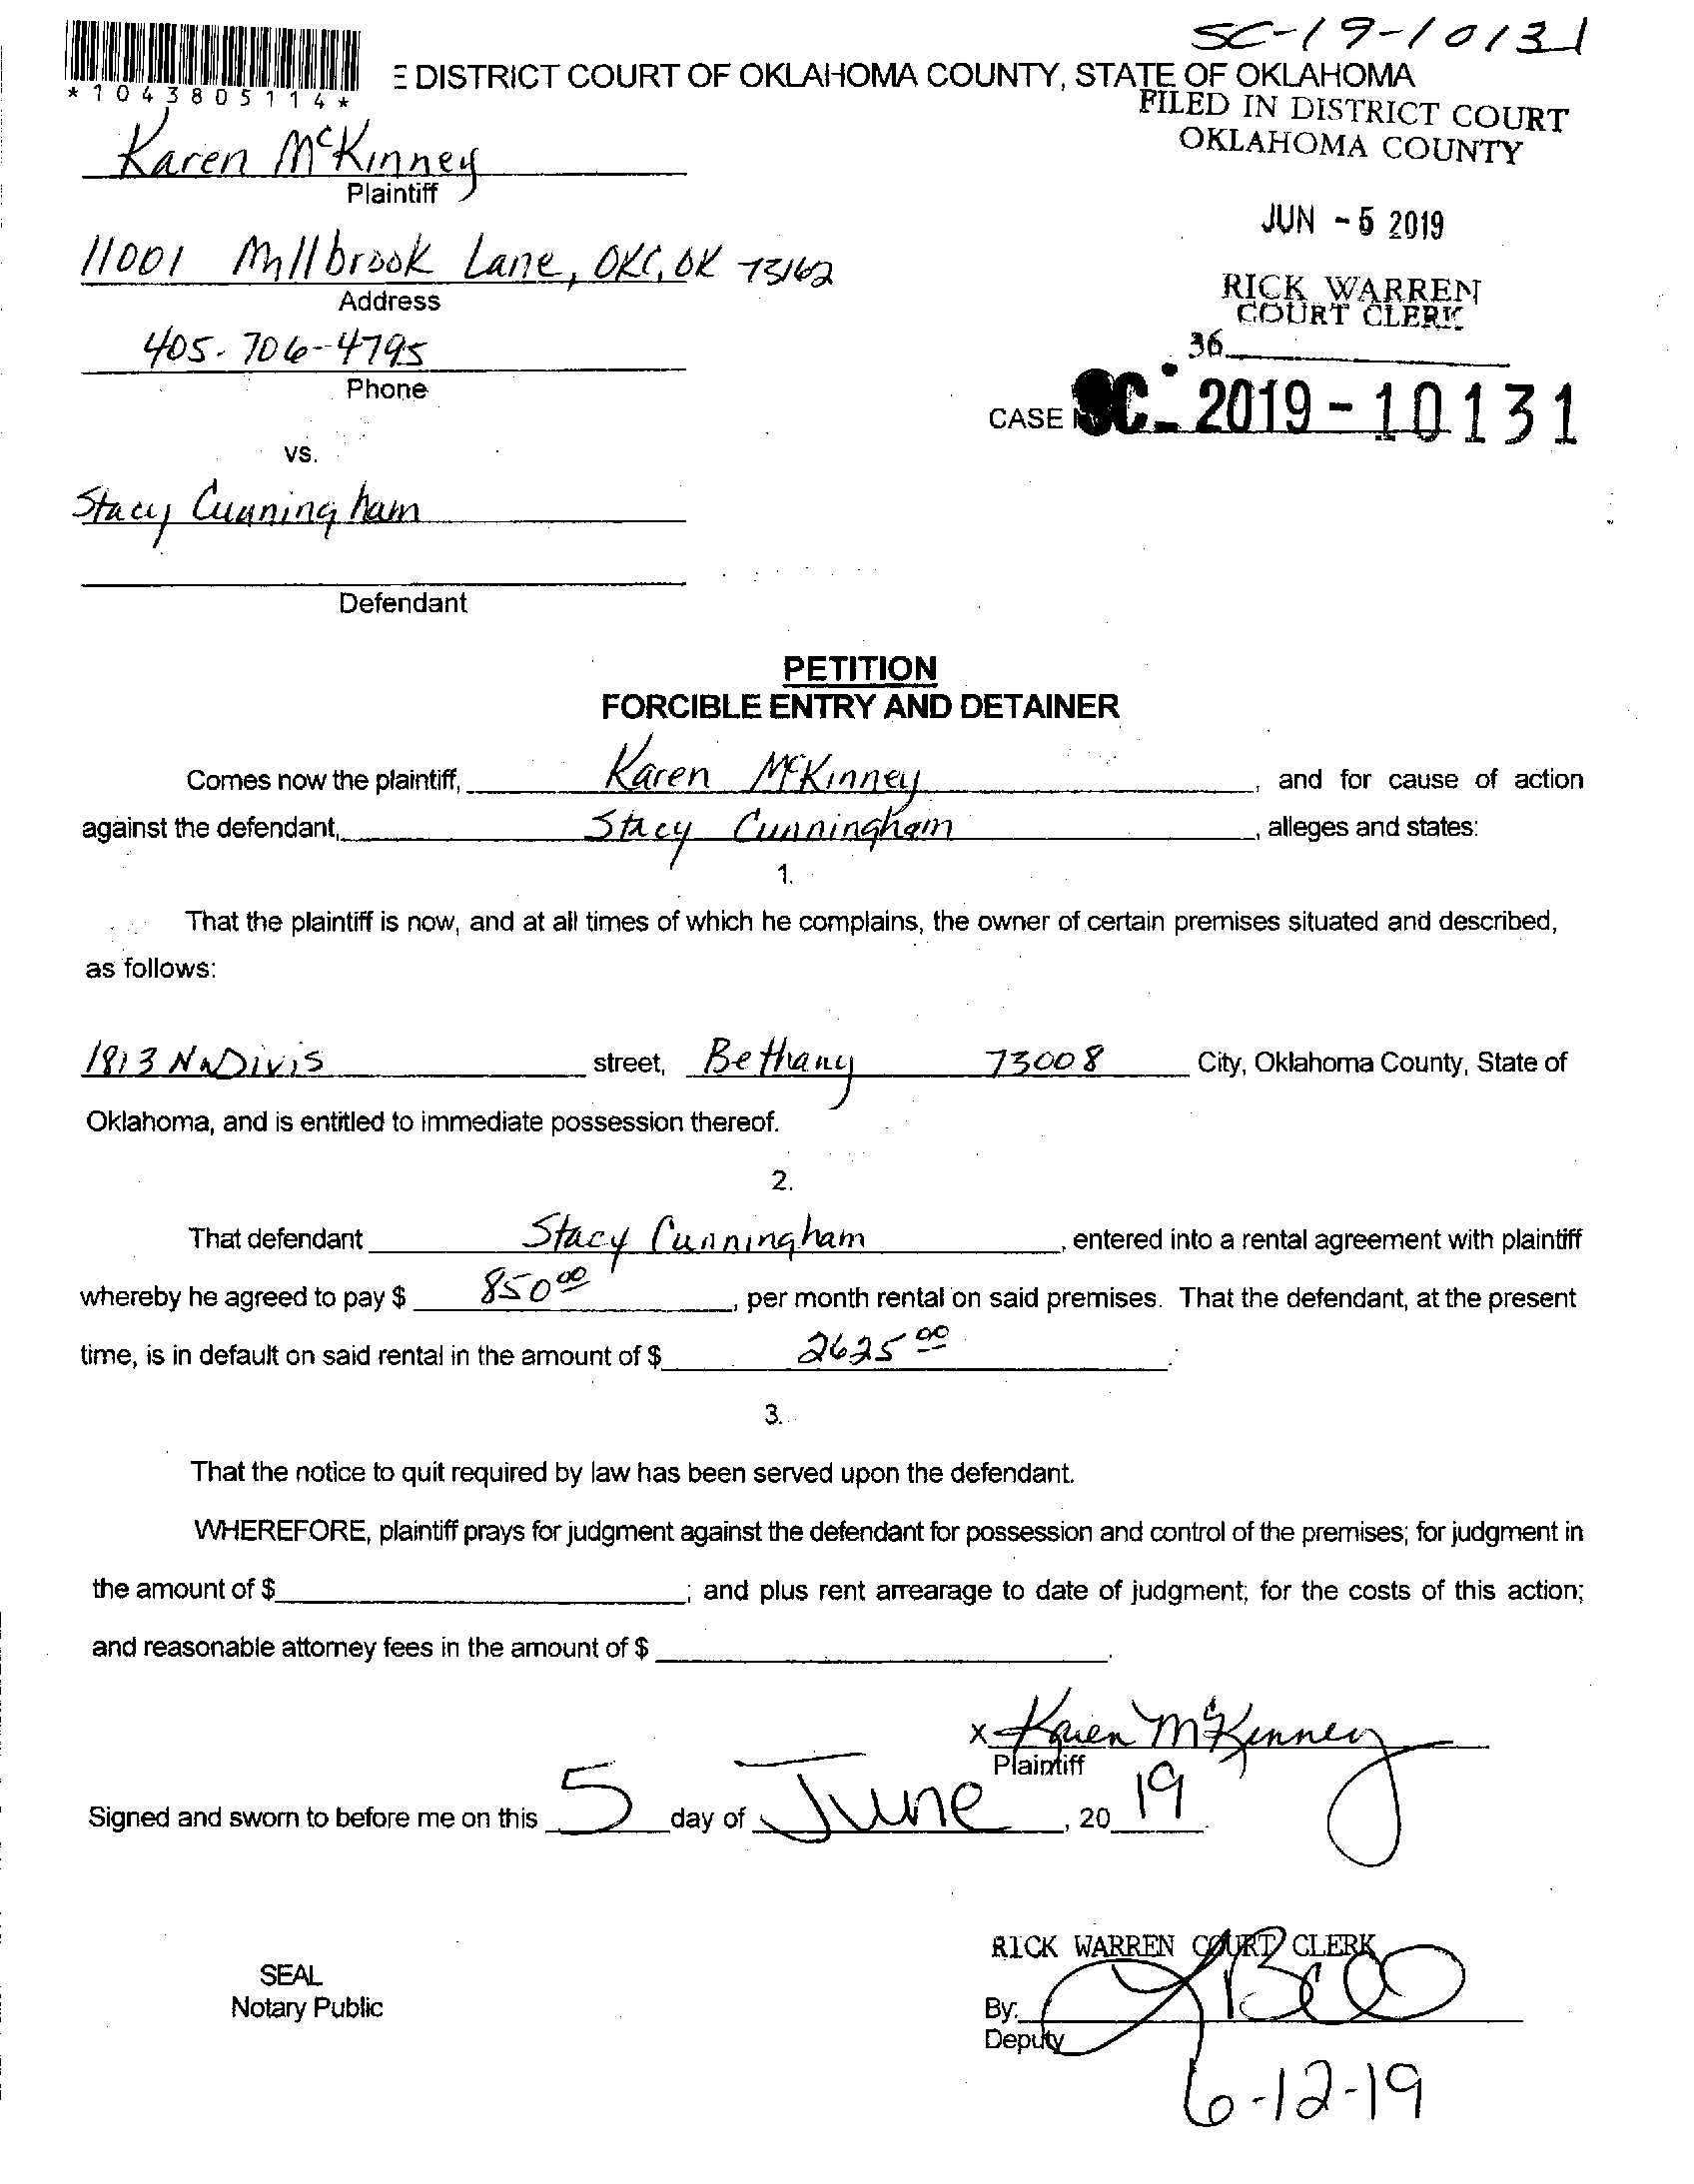 SC-19-10131
*1043805114*
E DISTRICT COURT OF OKLAHOMA COUNTY, STATE OF OKLAHOMA
FILED IN DISTRICT COURT
OKLAHOMA COUNTY
Karen McKinney
Plaintiff
JUN - 5 2019
11001 Millbrook Lane, OKC, OK 73162
Address
RICK WARREN
COURT CLERK
405-706-4795
Phone
36
CASE SC - 2019 - 10131
vs.
Stacy Cunningham
Defendant
PETITION
FORCIBLE ENTRY AND DETAINER
Comes now the plaintiff, Karen McKinney, and for cause of action
against the defendant, Stacy Cunningham, alleges and states:
1.
That the plaintiff is now, and at all times of which he complains, the owner of certain premises situated and described,
as follows:
1813 N Divis street, Bethany 73008 City, Oklahoma County, State of
Oklahoma, and is entitled to immediate possession thereof.
2.
That defendant Stacy Cunningham, entered into a rental agreement with plaintiff
whereby he agreed to pay $ 850.00, per month rental on said premises. That the defendant, at the present
time, is in default on said rental in the amount of $ 2625 00.
3.
That the notice to quit required by law has been served upon the defendant.
WHEREFORE, plaintiff prays for judgment against the defendant for possession and control of the premises; for judgment in
the amount of $ ; and plus rent arrearage to date of judgment; for the costs of this action;
and reasonable attorney fees in the amount of $ .
x Karen McKinney
Plaintiff
Signed and sworn to before me on this 5 day of June, 20 19.
RICK WARREN COURT CLERK
SEAL
Notary Public
By:
Deputy
6-12-19